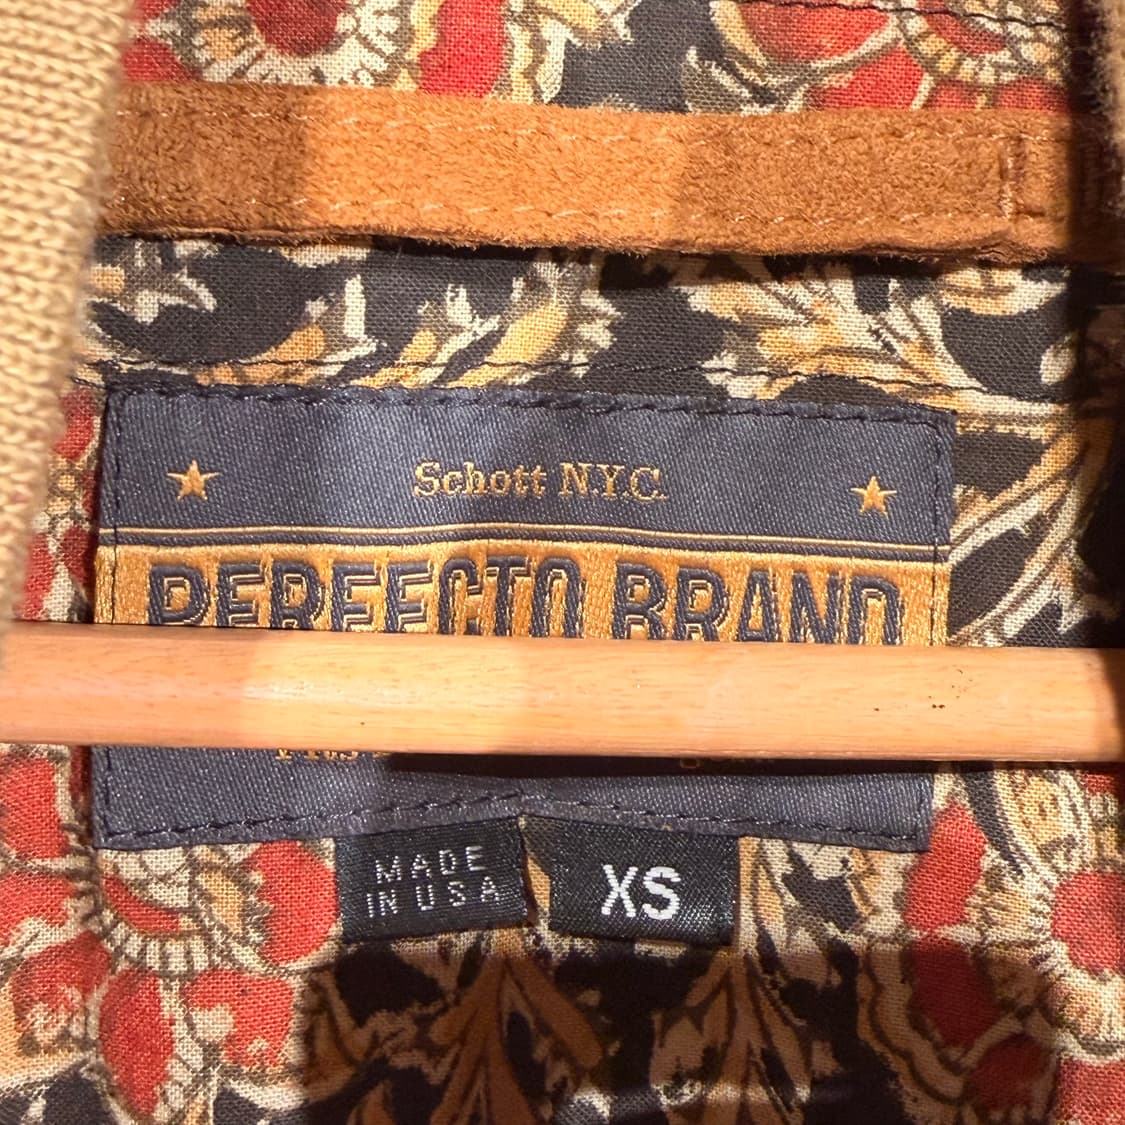 Schott N.Y.C.
PERFECTO BRAND
MADE
IN USA
XS